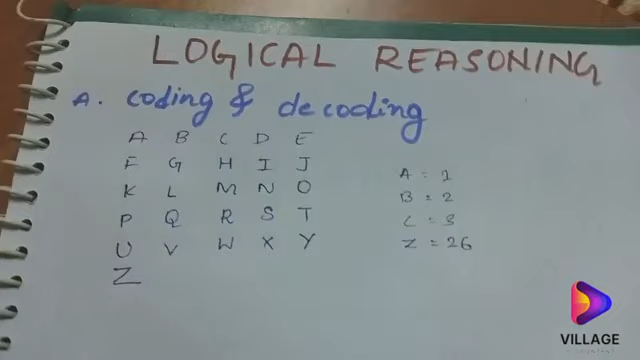 LOGICAL REASONING
A. coding & decoding
A B C D E
F G H I J
K L M N O
P Q R S T
U V W X Y
Z
A = 1
B = 2
C = 3
Z = 26
VILLAGE